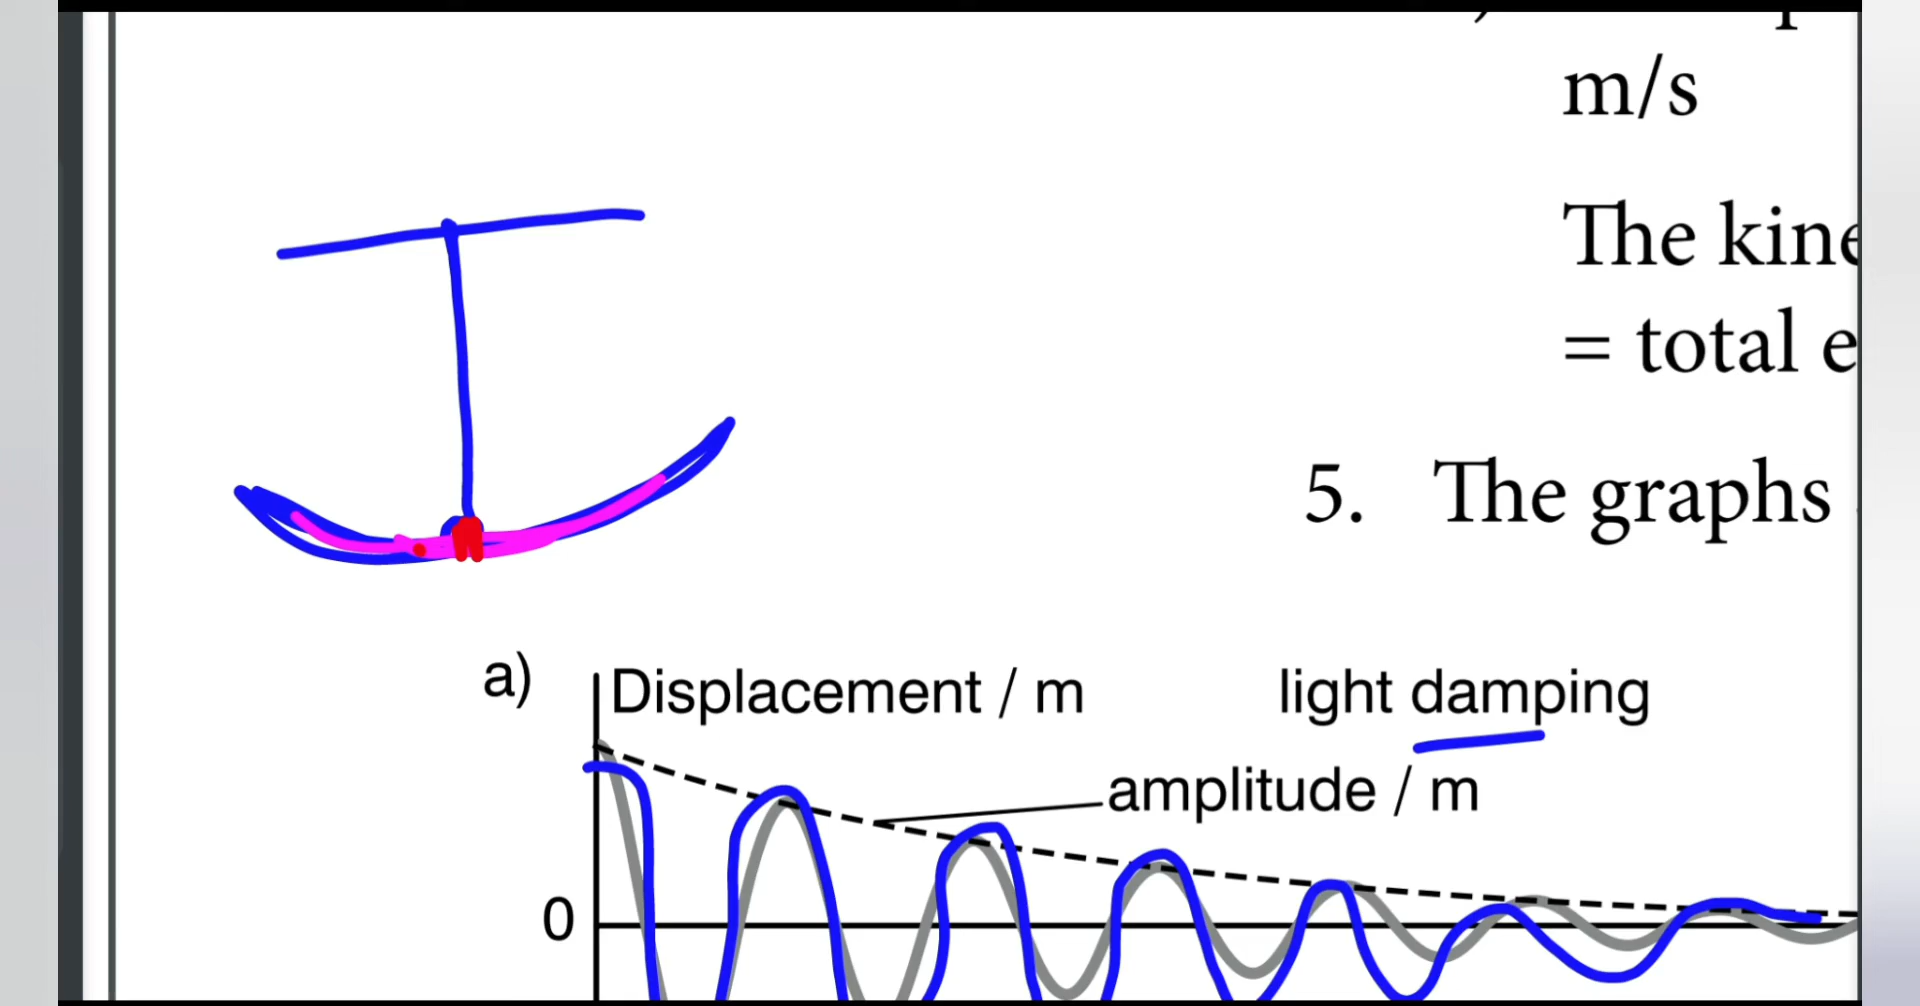 m/s
The kine
= total e
5. The graphs
a) Displacement / m light damping
amplitude / m
0